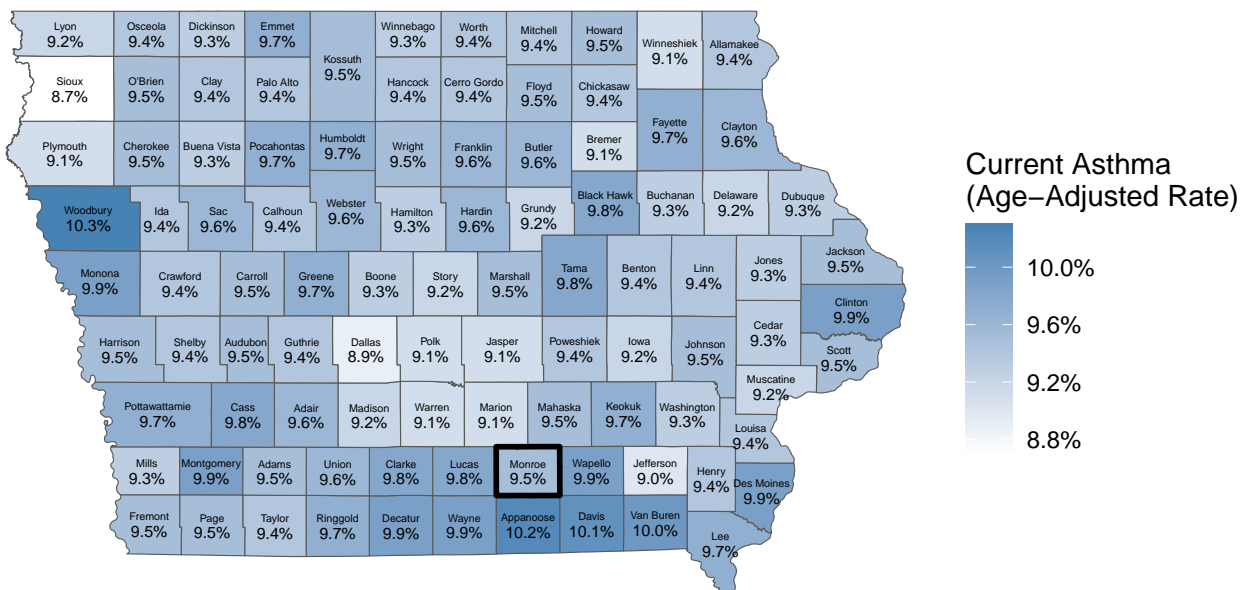 Lyon
9.2%
Osceola
9.4%
Dickinson
9.3%
Emmet
9.7%
Kossuth
9.5%
Winnebago
9.3%
Worth
9.4%
Mitchell
9.4%
Howard
9.5%
Winneshiek
9.1%
Allamakee
9.4%
Sioux
8.7%
O'Brien
9.5%
Clay
9.4%
Palo Alto
9.4%
Hancock
9.4%
Cerro Gordo
9.4%
Floyd
9.5%
Chickasaw
9.4%
Fayette
9.7%
Clayton
9.6%
Plymouth
9.1%
Cherokee
9.5%
Buena Vista
9.3%
Pocahontas
9.7%
Humboldt
9.7%
Wright
9.5%
Franklin
9.6%
Butler
9.6%
Bremer
9.1%
Woodbury
10.3%
Ida
9.4%
Sac
9.6%
Calhoun
9.4%
Webster
9.6%
Hamilton
9.3%
Hardin
9.6%
Grundy
9.2%
Black Hawk
9.8%
Buchanan
9.3%
Delaware
9.2%
Dubuque
9.3%
Monona
9.9%
Crawford
9.4%
Carroll
9.5%
Greene
9.7%
Boone
9.3%
Story
9.2%
Marshall
9.5%
Tama
9.8%
Benton
9.4%
Linn
9.4%
Jones
9.3%
Jackson
9.5%
Clinton
9.9%
Harrison
9.5%
Shelby
9.4%
Audubon
9.5%
Guthrie
9.4%
Dallas
8.9%
Polk
9.1%
Jasper
9.1%
Poweshiek
9.4%
Iowa
9.2%
Johnson
9.5%
Cedar
9.3%
Scott
9.5%
Muscatine
9.2%
Pottawattamie
9.7%
Cass
9.8%
Adair
9.6%
Madison
9.2%
Warren
9.1%
Marion
9.1%
Mahaska
9.5%
Keokuk
9.7%
Washington
9.3%
Louisa
9.4%
Mills
9.3%
Montgomery
9.9%
Adams
9.5%
Union
9.6%
Clarke
9.8%
Lucas
9.8%
Monroe
9.5%
Wapello
9.9%
Jefferson
9.0%
Henry
9.4%
Des Moines
9.9%
Fremont
9.5%
Page
9.5%
Taylor
9.4%
Ringgold
9.7%
Decatur
9.9%
Wayne
9.9%
Appanoose
10.2%
Davis
10.1%
Van Buren
10.0%
Lee
9.7%
Current Asthma
(Age−Adjusted Rate)
10.0%
9.6%
9.2%
8.8%